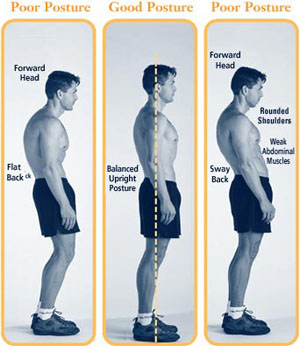 Poor Posture
Good Posture
Poor Posture
Forward
Head
Flat
Back ck
Balanced
Upright
Posture
Forward
Head
Rounded
Shoulders
Weak
Abdominal
Muscles
Sway
Back